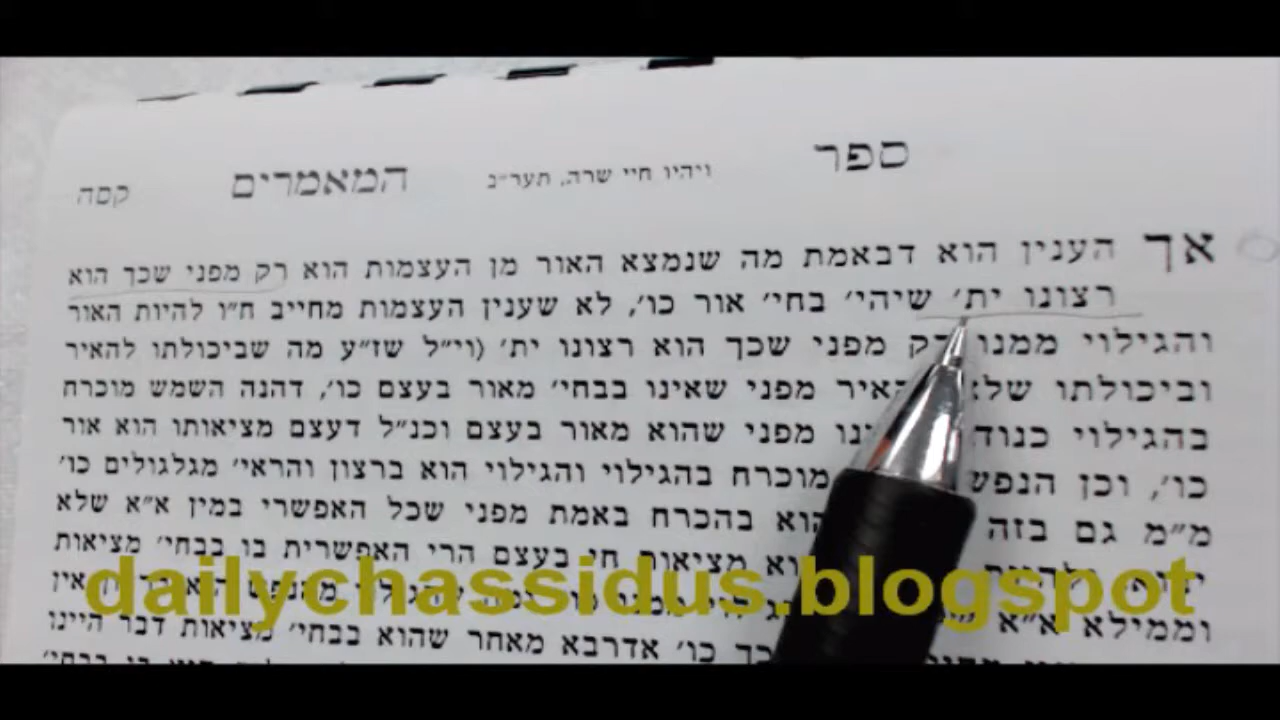 ספר ויהיו חיי שרה, תער״ב המאמרים קסה
אך הענין הוא דבאמת מה שנמצא האור מן העצמות הוא רק מפני שכך הוא
רצונו ית׳ שיהי׳ בחי׳ אור כו׳, לא שענין העצמות מחייב ח״ו להיות האור
והגילוי ממנו רק מפני שכך הוא רצונו ית׳ (וי״ל שז״ע מה שביכולתו להאיר
וביכולתו שלא מפני שאינו בבחי׳ מאור בעצם כו׳, דהנה השמש מוכרח
בהגילוי מפני שהוא מאור בעצם וכנ״ל דעצם מציאותו הוא אור
כו׳, וכן הנפש מוכרח בהגילוי והגילוי הוא ברצון והראי׳ מגלגולים כו׳
מ״מ גם בזה הוא בהכרח באמת מפני שכל האפשרי במין א״א שלא
מציאות חי בעצם הרי האפשרית בו בבחי׳ מציאות
וממילא א״א
כך כו׳ אדרבא מאחר שהוא בבחי׳ מציאות דבר היינו
dailychassidus.blogspot